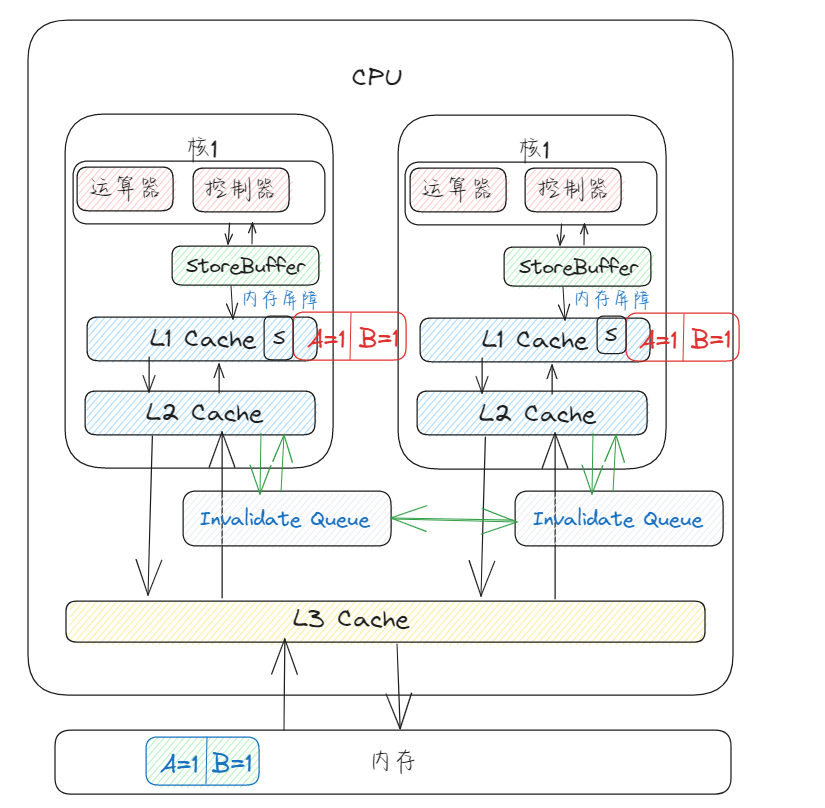 CPU
核1
运算器
控制器
StoreBuffer
内存屏障
L1 Cache
S
A=1
B=1
L2 Cache
Invalidate Queue
核1
运算器
控制器
StoreBuffer
内存屏障
L1 Cache
S
A=1
B=1
L2 Cache
Invalidate Queue
L3 Cache
A=1
B=1
内存